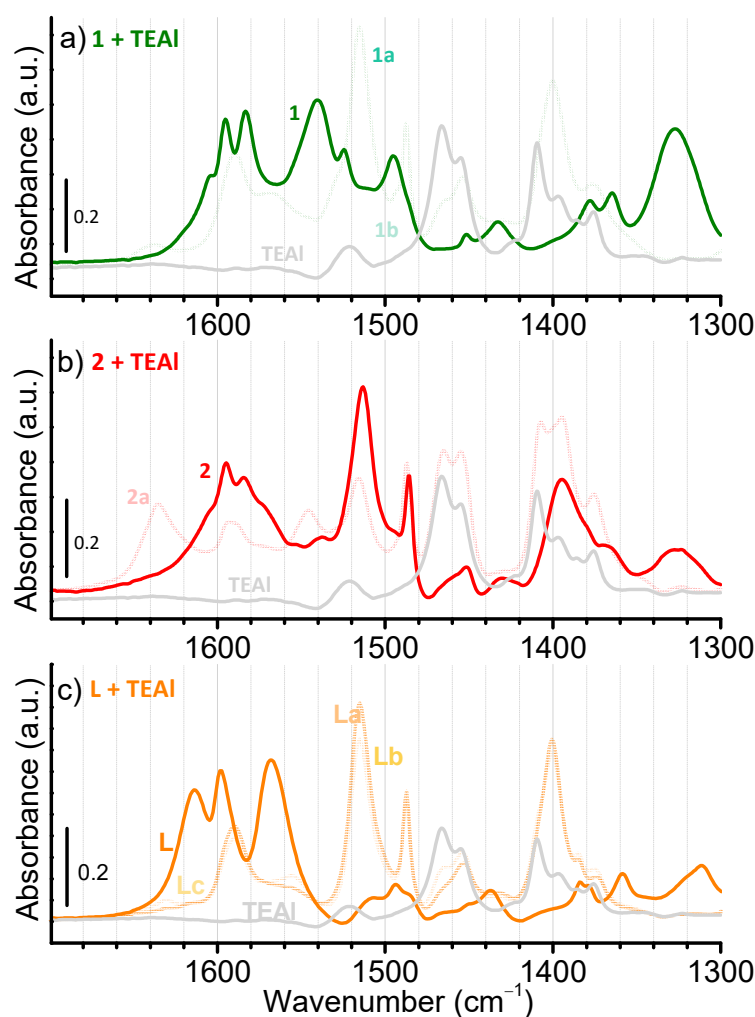 a) 1 + TEAl
1a
1
0.2
1b
TEAl
Absorbance (a.u.)
1600 1500 1400 1300
b) 2 + TEAl
2
2a
0.2
TEAl
Absorbance (a.u.)
1600 1500 1400 1300
c) L + TEAl
La
Lb
L
0.2
Lc
TEAl
Absorbance (a.u.)
1600 1500 1400 1300
Wavenumber (cm⁻¹)